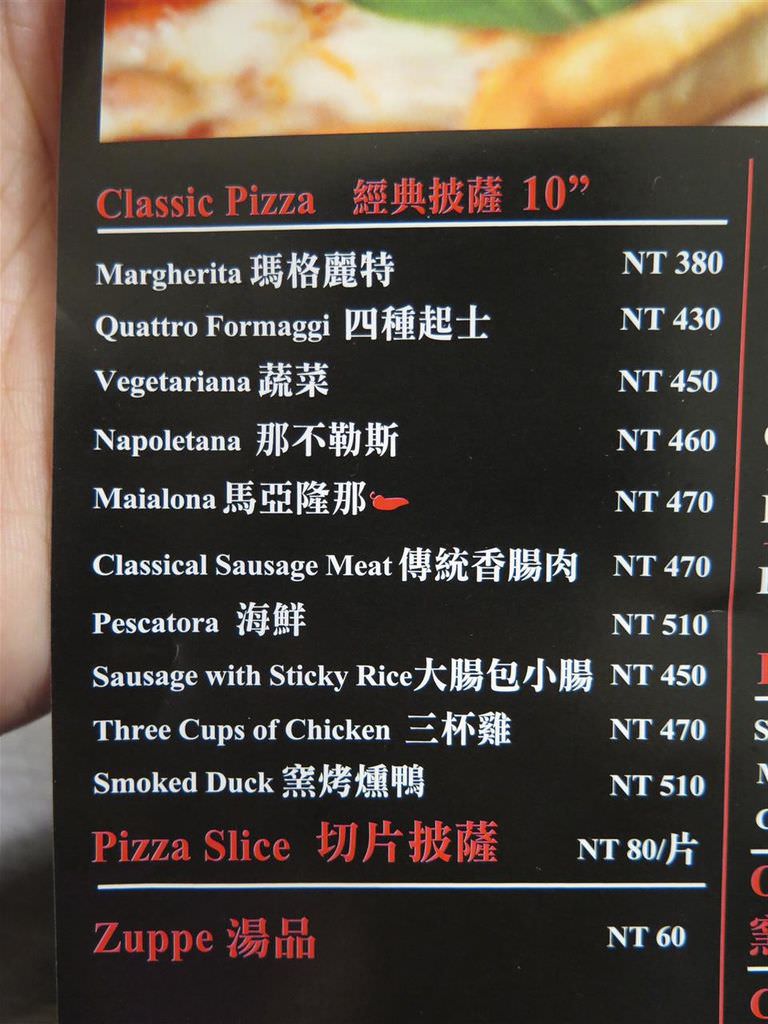 Classic Pizza 經典披薩 10”
Margherita 瑪格麗特 NT 380
Quattro Formaggi 四種起士 NT 430
Vegetariana 蔬菜 NT 450
Napoletana 那不勒斯 NT 460
Maialona 馬亞隆那 NT 470
Classical Sausage Meat 傳統香腸肉 NT 470
Pescatora 海鮮 NT 510
Sausage with Sticky Rice 大腸包小腸 NT 450
Three Cups of Chicken 三杯雞 NT 470
Smoked Duck 窯烤燻鴨 NT 510
Pizza Slice 切片披薩 NT 80/片
Zuppe 湯品 NT 60